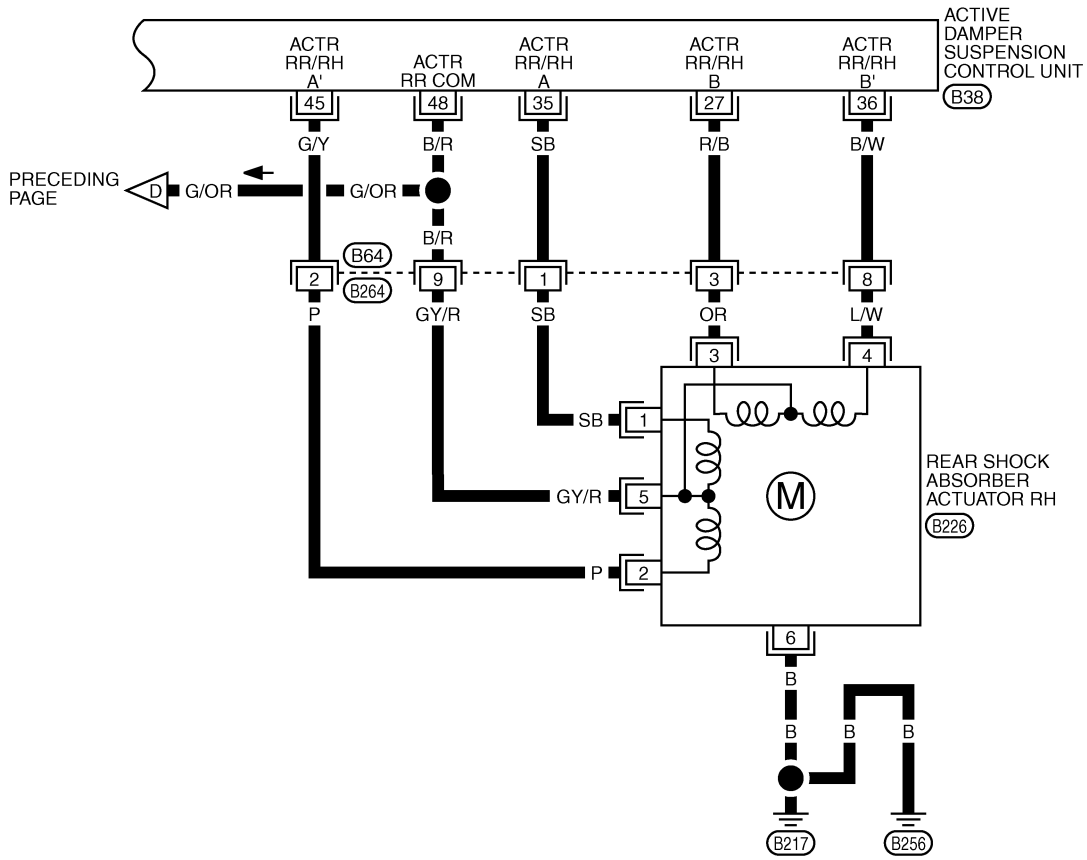 ACTIVE
DAMPER
SUSPENSION
CONTROL UNIT
B38
ACTR
RR/RH
A'
ACTR
RR COM
ACTR
RR/RH
A
ACTR
RR/RH
B
ACTR
RR/RH
B'
45 48 35 27 36
G/Y B/R SB R/B B/W
PRECEDING
PAGE
D G/OR G/OR
B/R
B64
2 9 1 3 8
B264
P GY/R SB OR L/W
3 4
SB 1
GY/R 5
M
REAR SHOCK
ABSORBER
ACTUATOR RH
B226
P 2
6
B
B B B
B217 B256